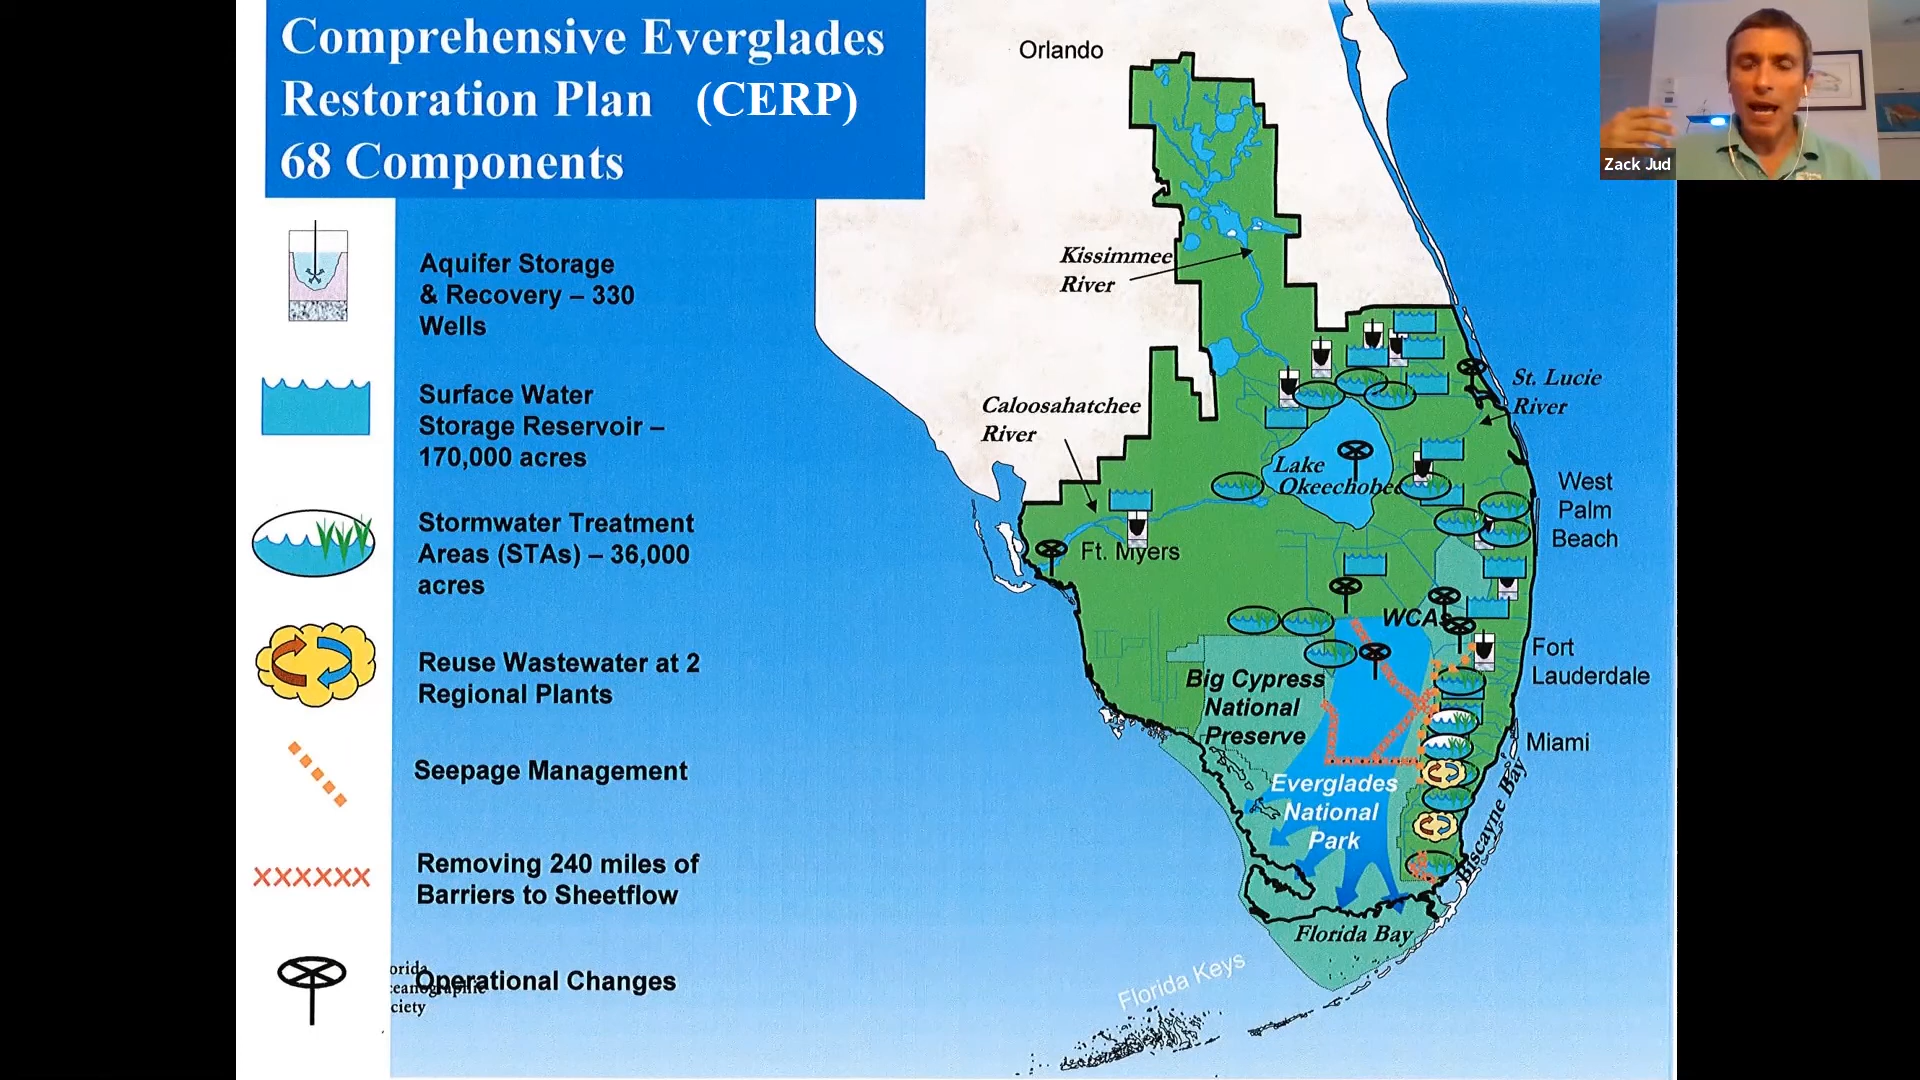 Comprehensive Everglades
Restoration Plan (CERP)
68 Components
Aquifer Storage
& Recovery – 330
Wells
Surface Water
Storage Reservoir –
170,000 acres
Stormwater Treatment
Areas (STAs) – 36,000
acres
Reuse Wastewater at 2
Regional Plants
Seepage Management
XXXXXX
Removing 240 miles of
Barriers to Sheetflow
Operational Changes
orida
ceanographic
ciety
Orlando
Kissimmee
River
Caloosahatchee
River
St. Lucie
River
Lake
Okeechobee
West
Palm
Beach
Ft. Myers
WCAs
Fort
Lauderdale
Big Cypress
National
Preserve
Miami
Everglades
National
Park
Biscayne Bay
Florida Bay
Florida Keys
Zack Jud